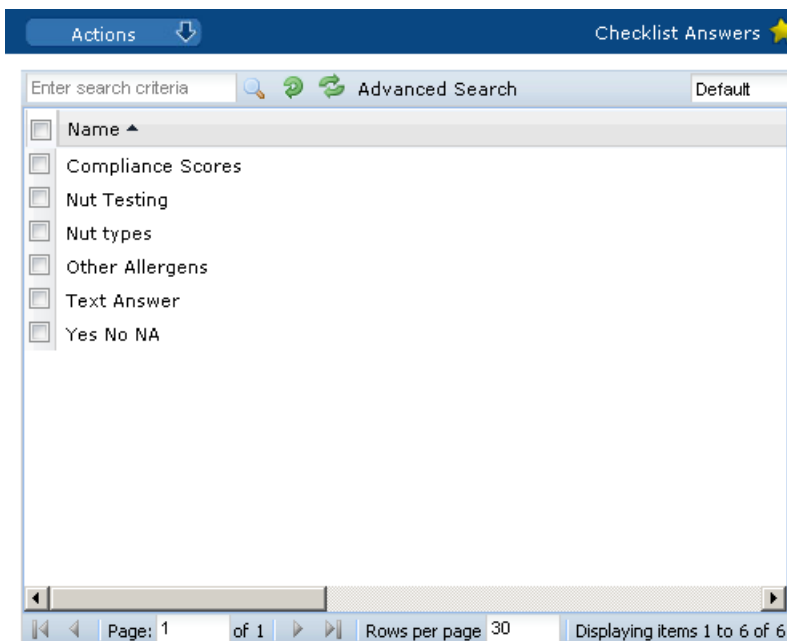 Actions Checklist Answers
Enter search criteria Advanced Search Default
Name
Compliance Scores
Nut Testing
Nut types
Other Allergens
Text Answer
Yes No NA
Page: 1 of 1 Rows per page 30 Displaying items 1 to 6 of 6